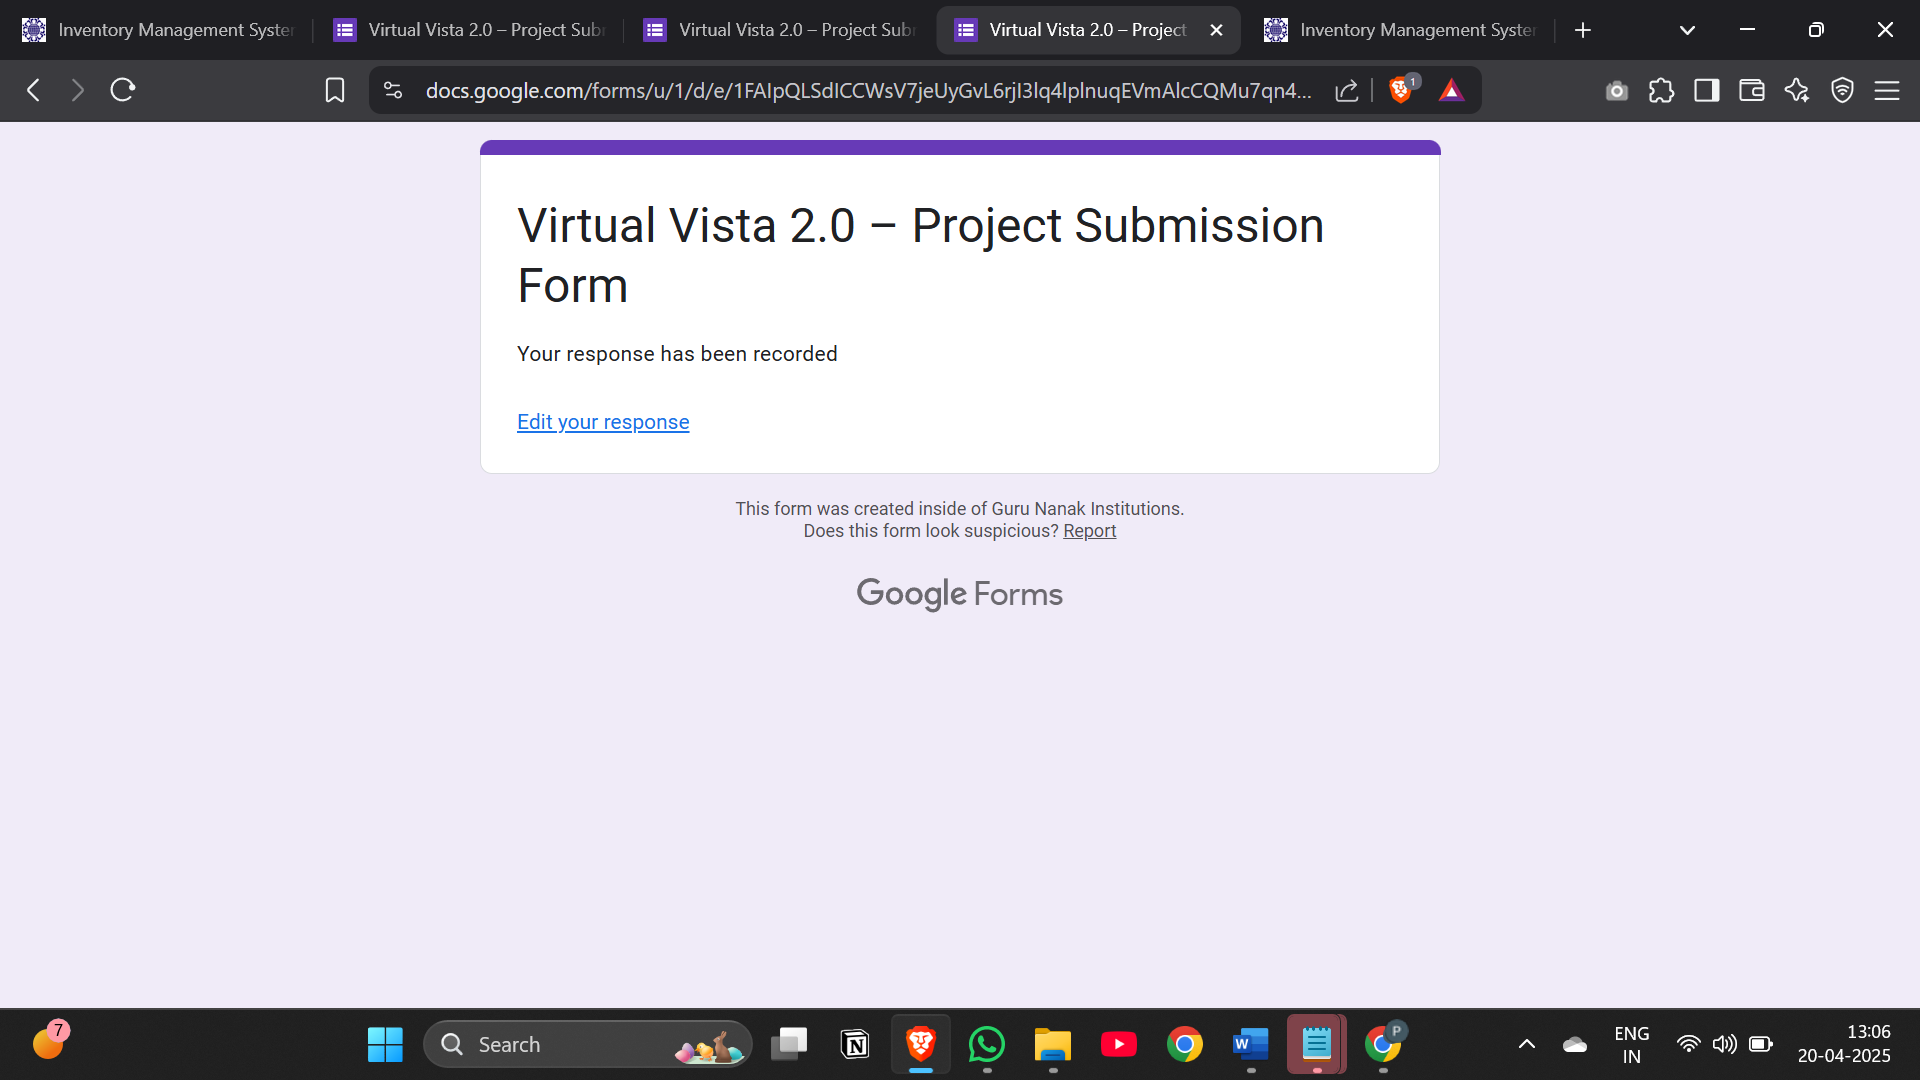 Inventory Management Syster
Virtual Vista 2.0 – Project Subr
Virtual Vista 2.0 – Project Subr
Virtual Vista 2.0 – Project
Inventory Management Syster
docs.google.com/forms/u/1/d/e/1FAIpQLSdICCWsV7jeUyGvL6rjI3lq4lplnuqEVmAlcCQMu7qn4...
1
Virtual Vista 2.0 – Project Submission
Form
Your response has been recorded
Edit your response
This form was created inside of Guru Nanak Institutions.
Does this form look suspicious? Report
Google Forms
7
Search
P
ENG
IN
13:06
20-04-2025